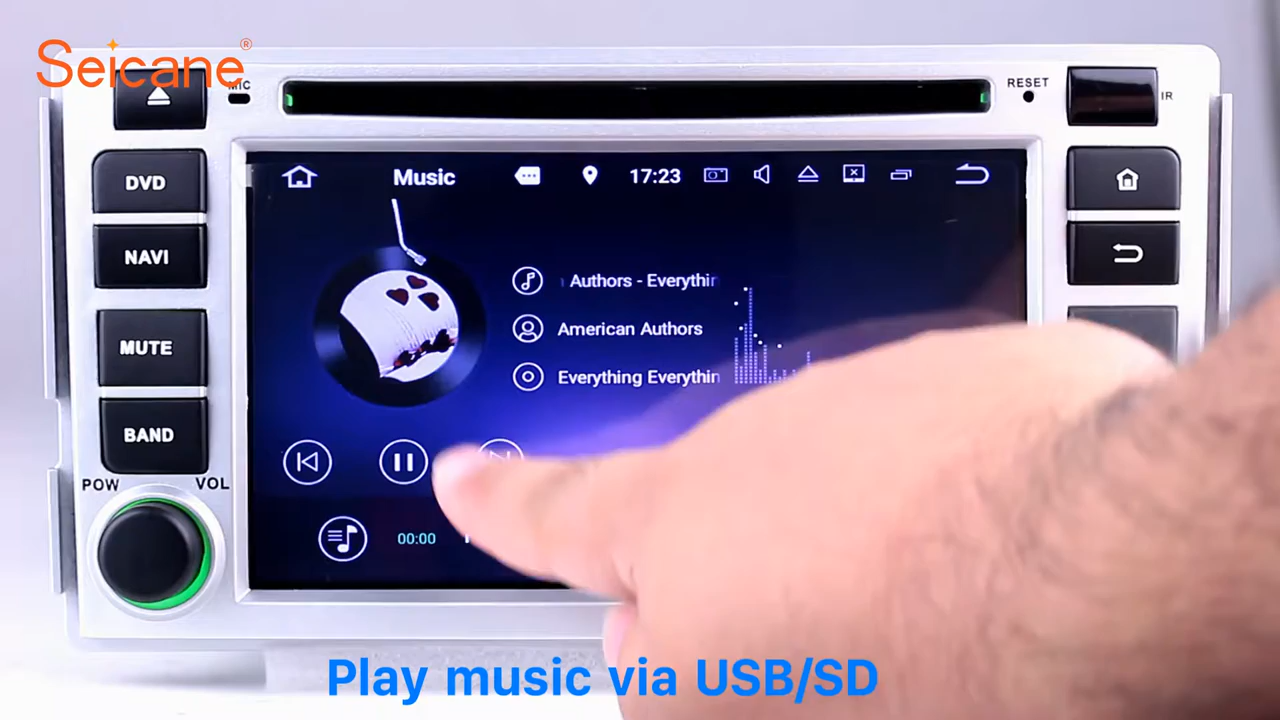 Seicane®
MIC
RESET
IR
DVD
NAVI
MUTE
BAND
POW
VOL
Music
17:23
Authors - Everythin
American Authors
Everything Everythin
00:00
Play music via USB/SD